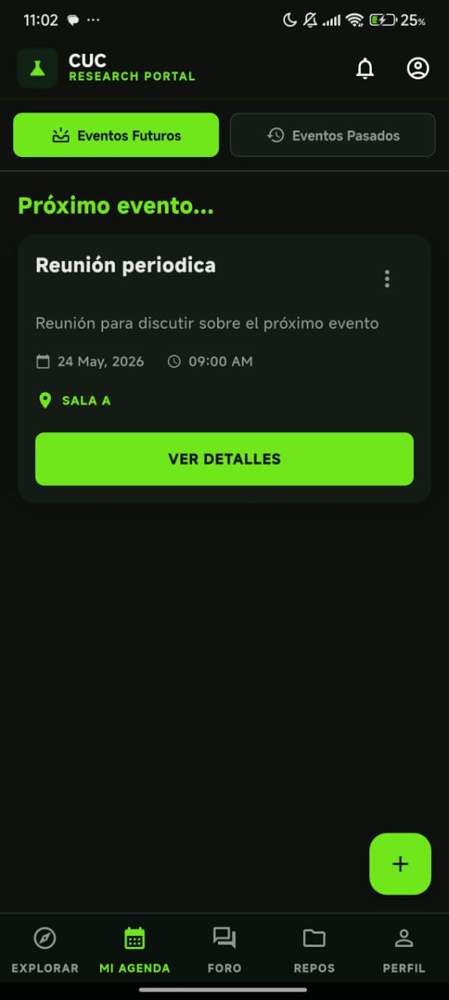 11:02
25%
CUC
RESEARCH PORTAL
Eventos Futuros
Eventos Pasados
Próximo evento...
Reunión periodica
Reunión para discutir sobre el próximo evento
24 May, 2026
09:00 AM
SALA A
VER DETALLES
+
EXPLORAR
MI AGENDA
FORO
REPOS
PERFIL